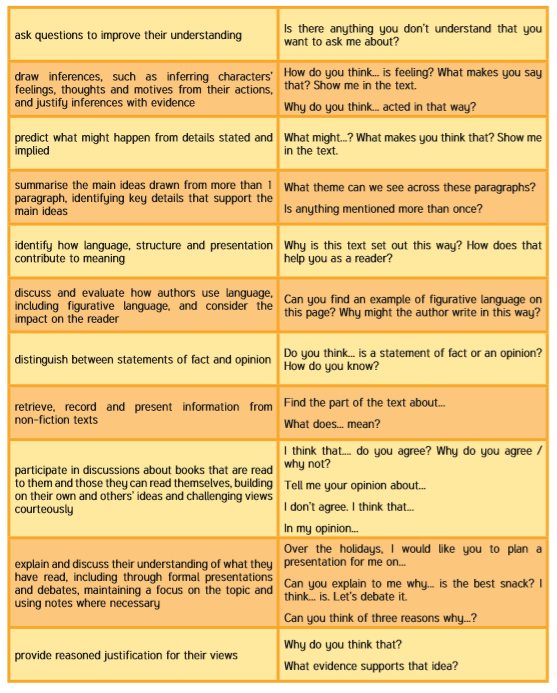 ask questions to improve their understanding
Is there anything you don't understand that you
want to ask me about?
draw inferences, such as inferring characters'
feelings, thoughts and motives from their actions,
and justify inferences with evidence
How do you think... is feeling? What makes you say
that? Show me in the text.
Why do you think... acted in that way?
predict what might happen from details stated and
implied
What might...? What makes you think that? Show me
in the text.
summarise the main ideas drawn from more than 1
paragraph, identifying key details that support the
main ideas
What theme can we see across these paragraphs?
Is anything mentioned more than once?
identify how language, structure and presentation
contribute to meaning
Why is this text set out this way? How does that
help you as a reader?
discuss and evaluate how authors use language,
including figurative language, and consider the
impact on the reader
Can you find an example of figurative language on
this page? Why might the author write in this way?
distinguish between statements of fact and opinion
Do you think... is a statement of fact or an opinion?
How do you know?
retrieve, record and present information from
non-fiction texts
Find the part of the text about...
What does... mean?
participate in discussions about books that are read
to them and those they can read themselves, building
on their own and others' ideas and challenging views
courteously
I think that.... do you agree? Why do you agree /
why not?
Tell me your opinion about...
I don't agree. I think that...
In my opinion...
explain and discuss their understanding of what they
have read, including through formal presentations
and debates, maintaining a focus on the topic and
using notes where necessary
Over the holidays, I would like you to plan a
presentation for me on...
Can you explain to me why... is the best snack? I
think... is. Let's debate it.
Can you think of three reasons why...?
provide reasoned justification for their views
Why do you think that?
What evidence supports that idea?